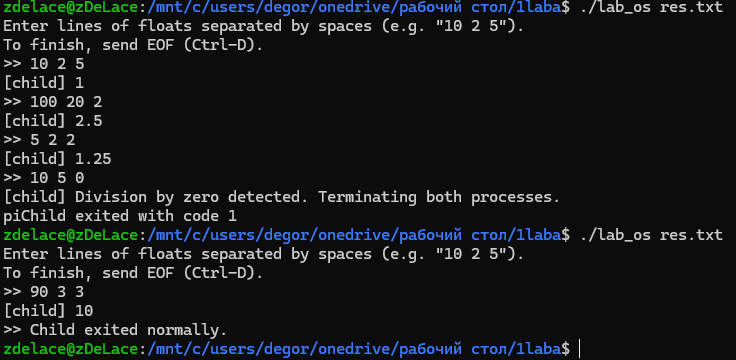 zdelace@zDeLace:/mnt/c/users/degor/onedrive/рабочий стол/1laba$ ./lab_os res.txt
Enter lines of floats separated by spaces (e.g. "10 2 5").
To finish, send EOF (Ctrl-D).
>> 10 2 5
[child] 1
>> 100 20 2
[child] 2.5
>> 5 2 2
[child] 1.25
>> 10 5 0
[child] Division by zero detected. Terminating both processes.
piChild exited with code 1
zdelace@zDeLace:/mnt/c/users/degor/onedrive/рабочий стол/1laba$ ./lab_os res.txt
Enter lines of floats separated by spaces (e.g. "10 2 5").
To finish, send EOF (Ctrl-D).
>> 90 3 3
[child] 10
>> Child exited normally.
zdelace@zDeLace:/mnt/c/users/degor/onedrive/рабочий стол/1laba$